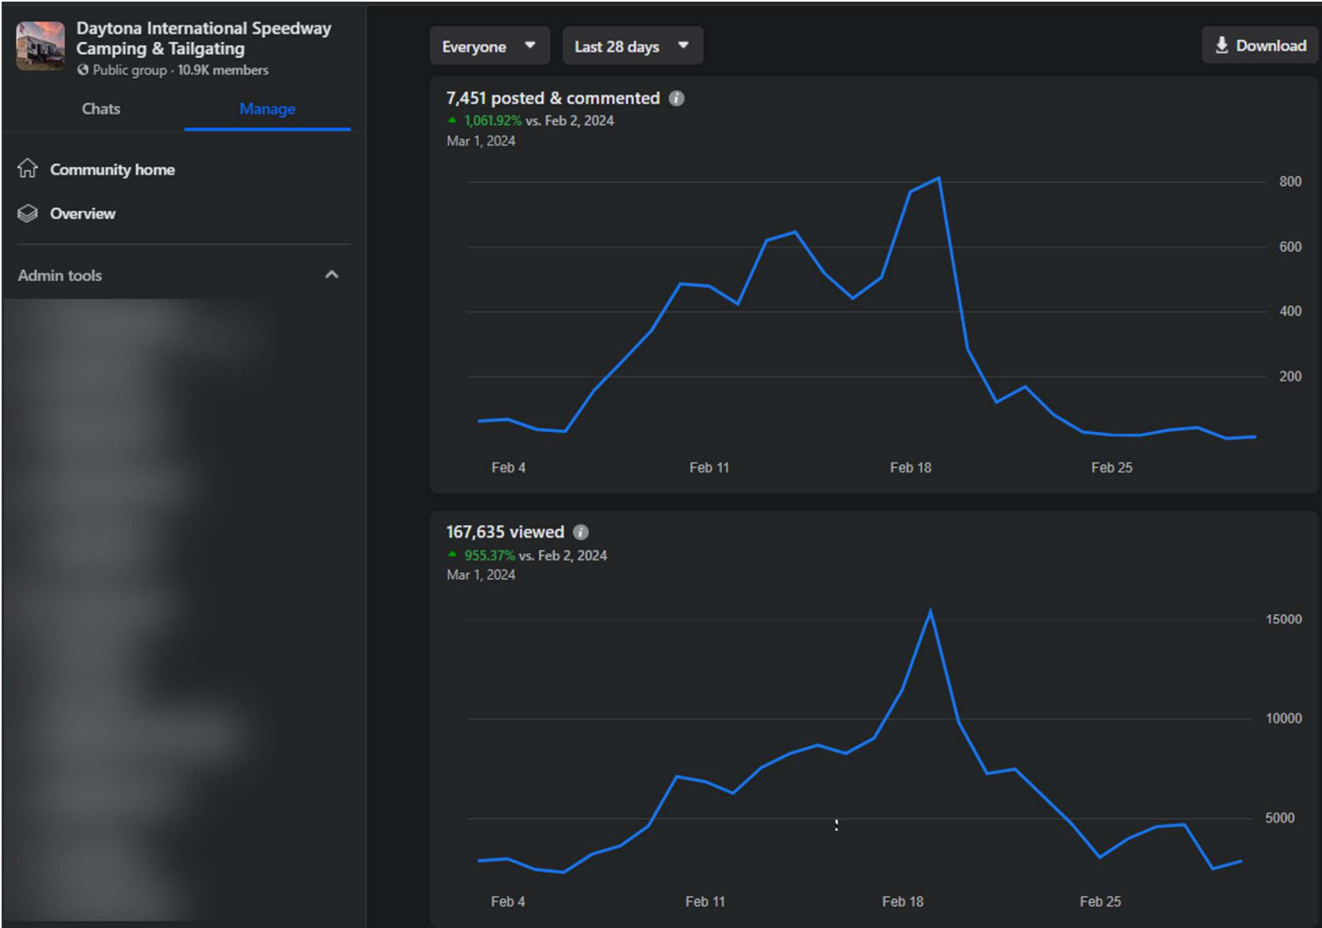 Daytona International Speedway
Camping & Tailgating
Public group · 10.9K members
Chats
Manage
Community home
Overview
Admin tools
Everyone
Last 28 days
Download
7,451 posted & commented
1,061.92% vs. Feb 2, 2024
Mar 1, 2024
800
600
400
200
Feb 4
Feb 11
Feb 18
Feb 25
167,635 viewed
955.37% vs. Feb 2, 2024
Mar 1, 2024
15000
10000
5000
Feb 4
Feb 11
Feb 18
Feb 25